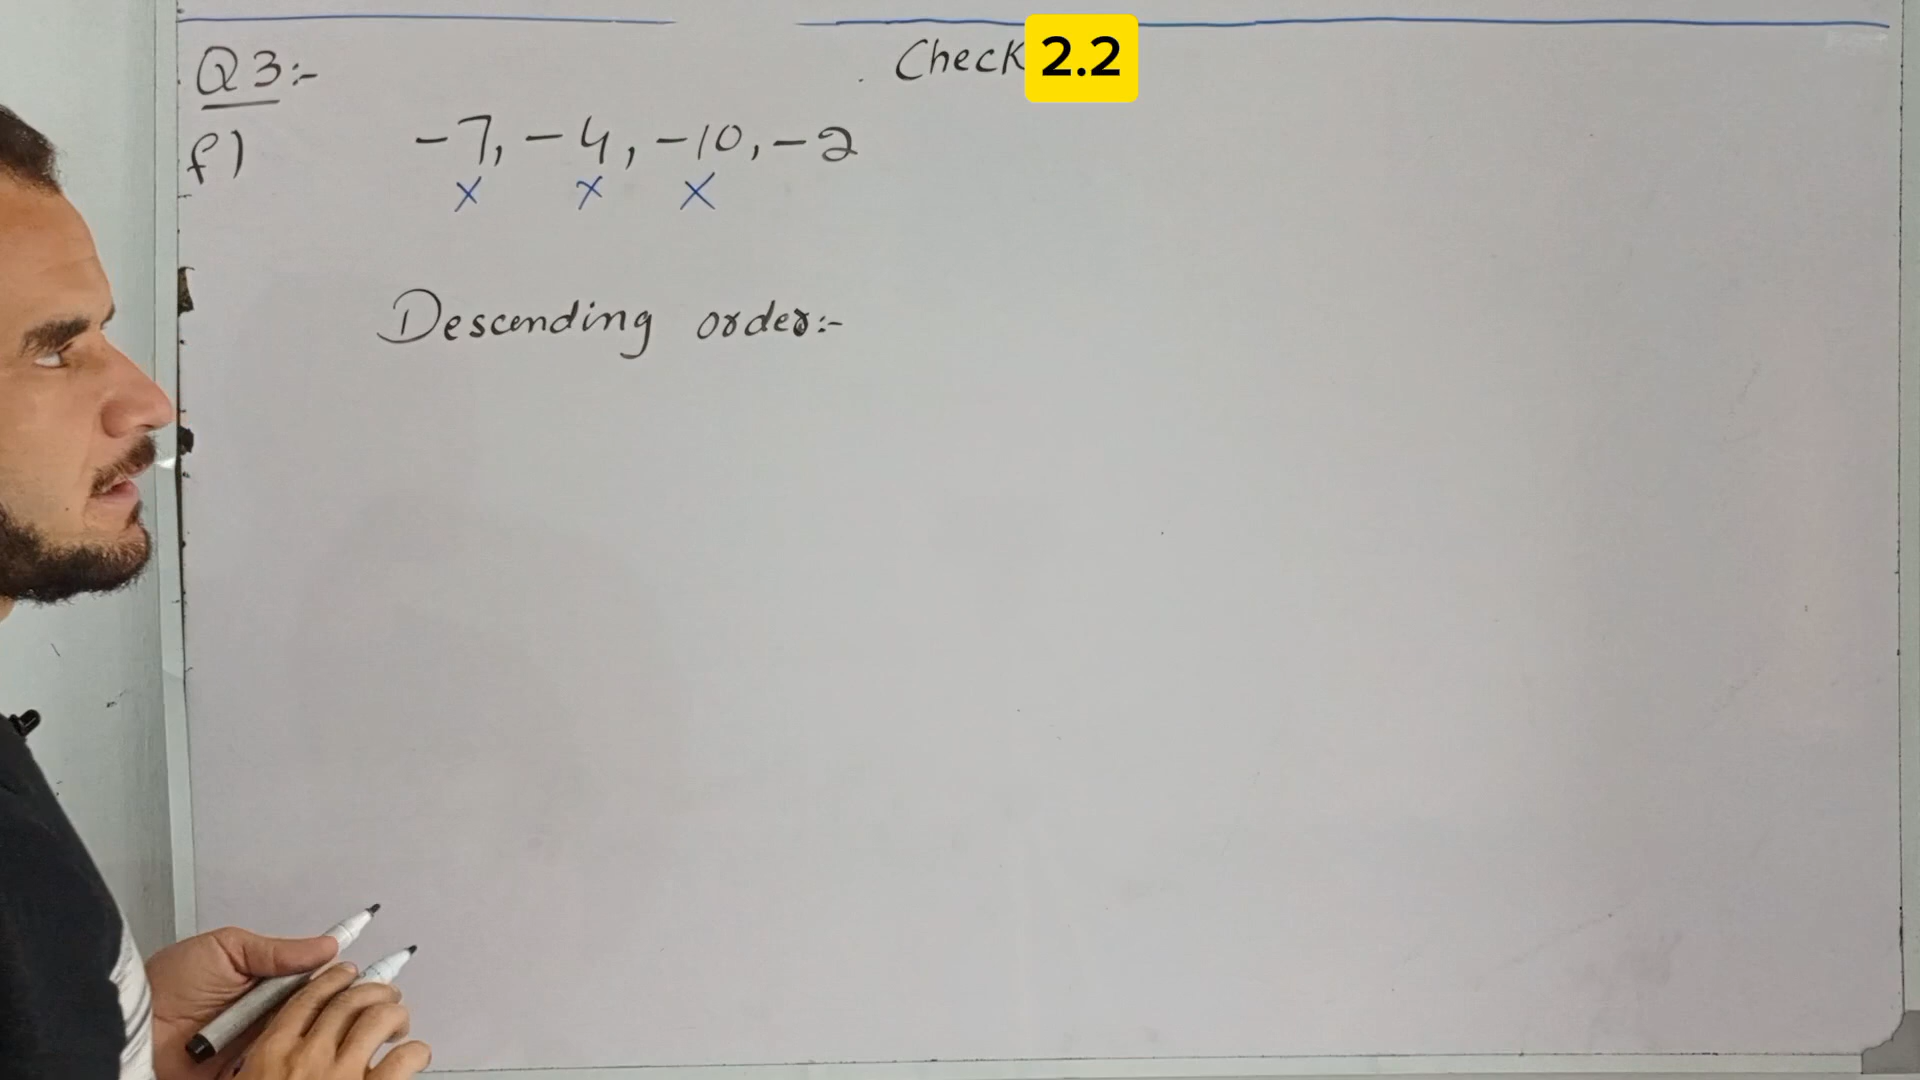 Q3:-
Check 2.2
f) -7, -4, -10, -2
x x x
Descending order:-